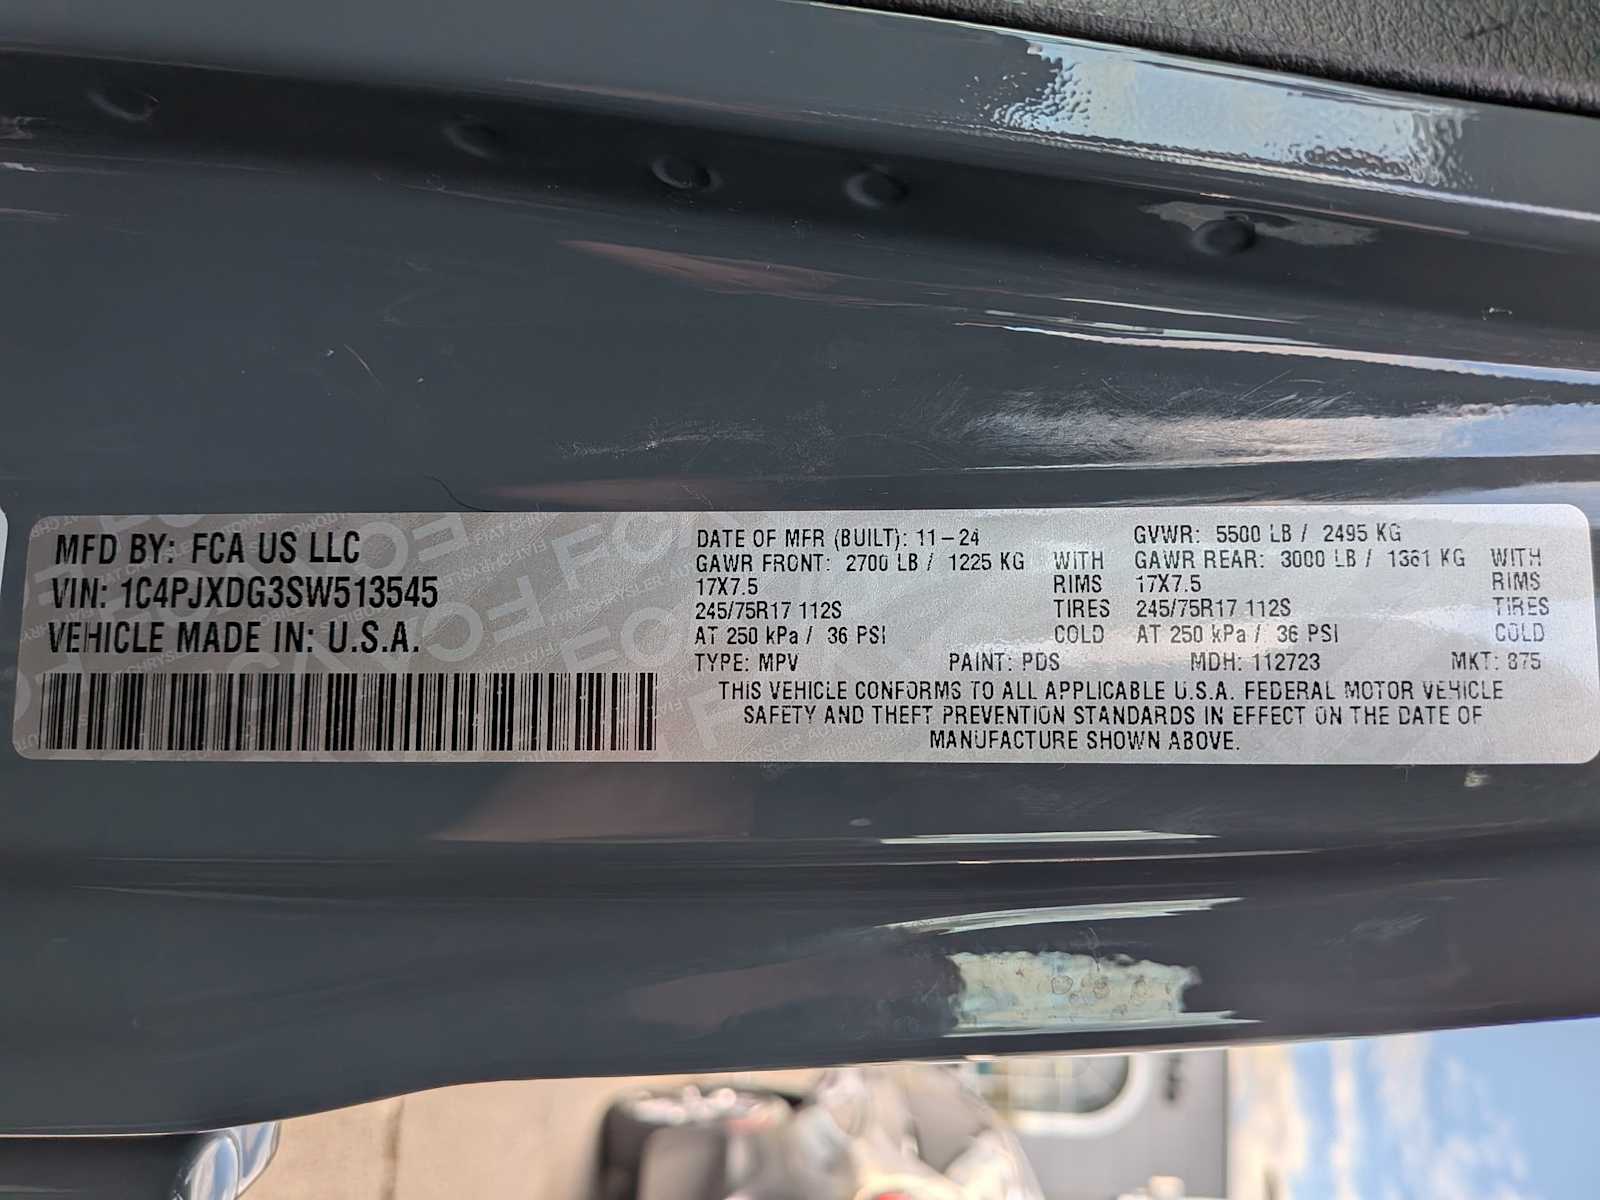 MFD BY: FCA US LLC
VIN: 1C4PJXDG3SW513545
VEHICLE MADE IN: U.S.A.
DATE OF MFR (BUILT): 11-24 GVWR: 5500 LB / 2495 KG
GAWR FRONT: 2700 LB / 1225 KG WITH GAWR REAR: 3000 LB / 1361 KG WITH
17X7.5 RIMS 17X7.5 RIMS
245/75R17 112S TIRES 245/75R17 112S TIRES
AT 250 kPa / 36 PSI COLD AT 250 kPa / 36 PSI COLD
TYPE: MPV PAINT: PDS MDH: 112723 MKT: 875
THIS VEHICLE CONFORMS TO ALL APPLICABLE U.S.A. FEDERAL MOTOR VEHICLE
SAFETY AND THEFT PREVENTION STANDARDS IN EFFECT ON THE DATE OF
MANUFACTURE SHOWN ABOVE.